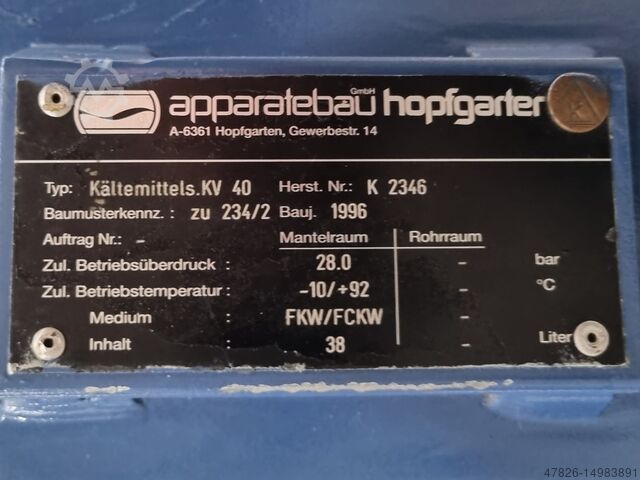 apparatebau GmbH hopfgarten
A-6361 Hopfgarten, Gewerbestr. 14
Typ: Kältemittels.KV 40 Herst. Nr.: K 2346
Baumusterkennz. : zu 234/2 Bauj. 1996
Auftrag Nr.: - Mantelraum Rohrraum
Zul. Betriebsüberdruck : 28.0 - bar
Zul. Betriebstemperatur : -10/+92 - °C
Medium : FKW/FCKW -
Inhalt : 38 - Liter
47826-14983891